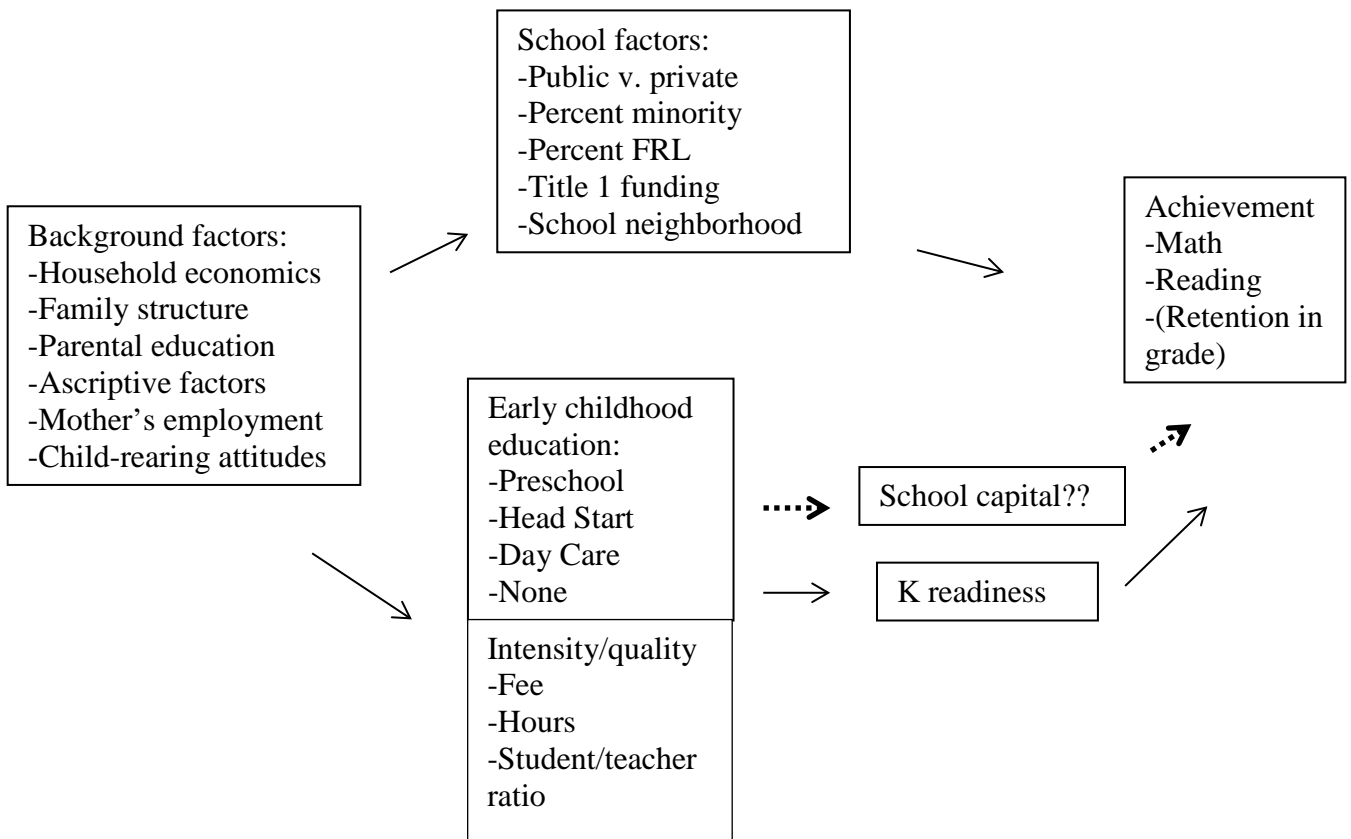 School factors:
-Public v. private
-Percent minority
-Percent FRL
-Title 1 funding
-School neighborhood
Background factors:
-Household economics
-Family structure
-Parental education
-Ascriptive factors
-Mother’s employment
-Child-rearing attitudes
Achievement
-Math
-Reading
-(Retention in
grade)
Early childhood
education:
-Preschool
-Head Start
-Day Care
-None
Intensity/quality
-Fee
-Hours
-Student/teacher
ratio
School capital??
K readiness